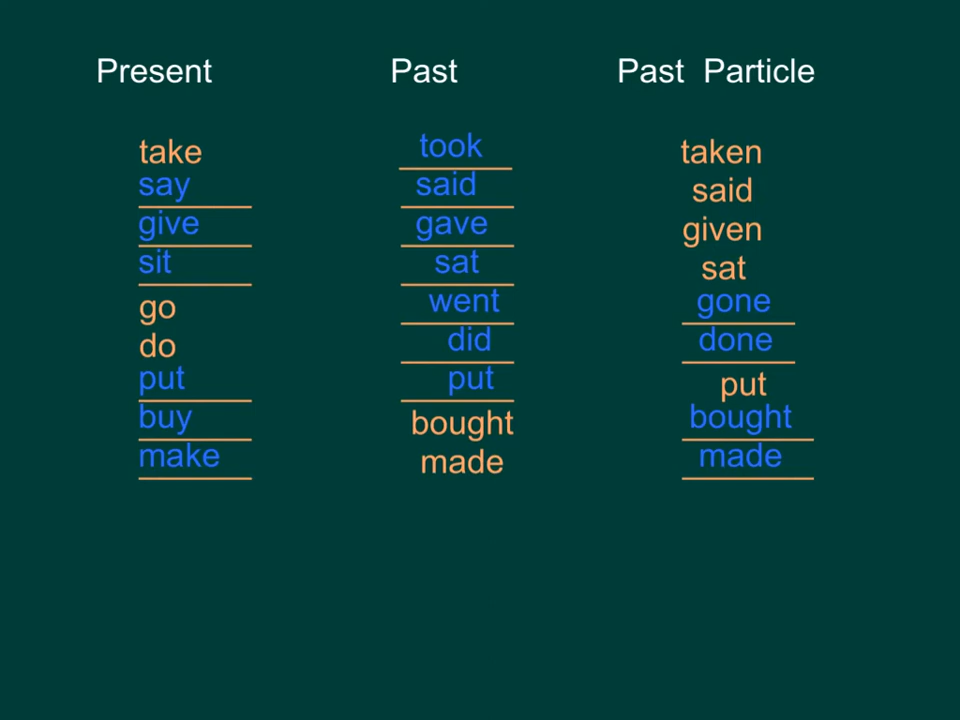 Present Past Past Particle
take took taken
say said said
give gave given
sit sat sat
go went gone
do did done
put put put
buy bought bought
make made made